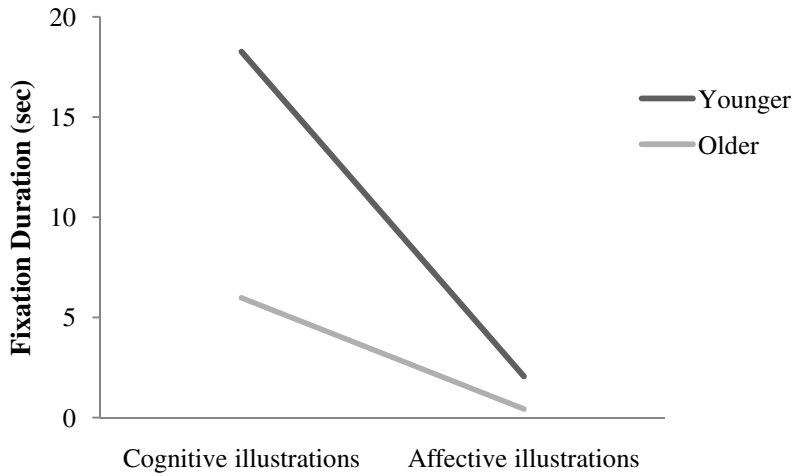 20
15
10
5
0
Fixation Duration (sec)
Cognitive illustrations
Affective illustrations
Younger
Older